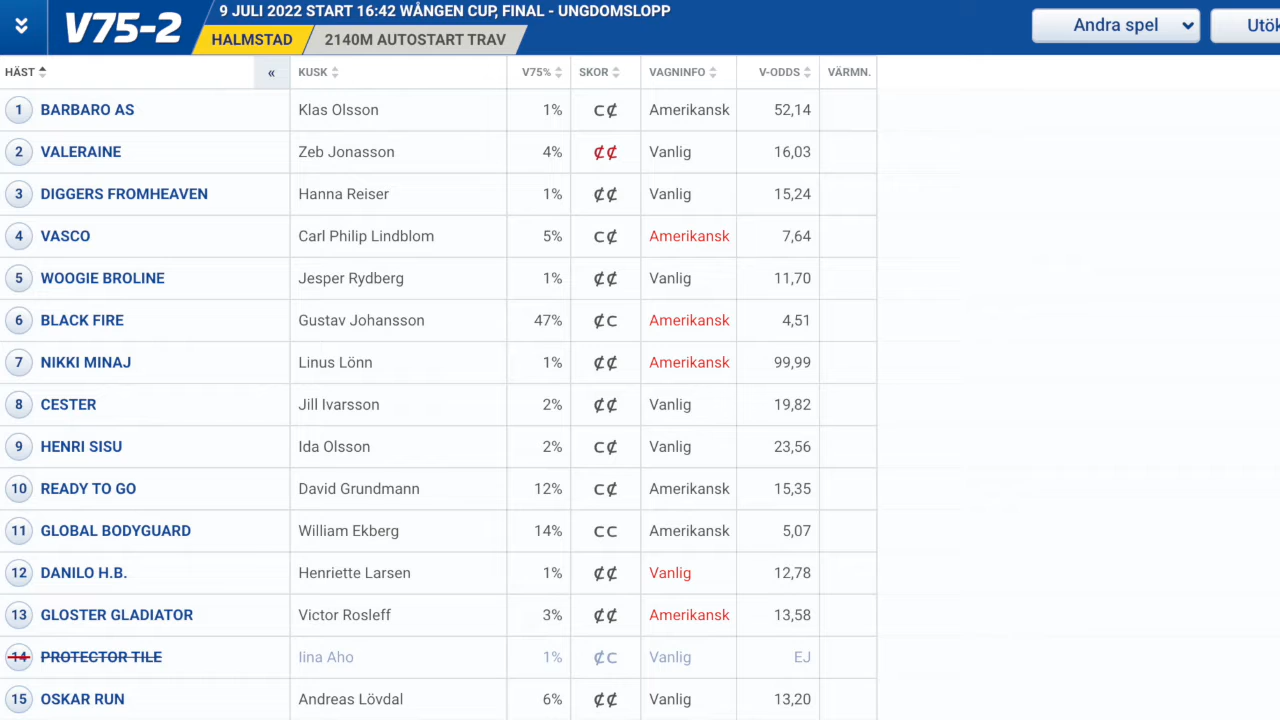 9 JULI 2022 START 16:42 WÅNGEN CUP, FINAL - UNGDOMSLOPP
V75-2
HALMSTAD 2140M AUTOSTART TRAV
Andra spel
Utök
HÄST « KUSK V75% SKOR VAGNINFO V-ODDS VÄRMN.
1 BARBARO AS Klas Olsson 1% C₵ Amerikansk 52,14
2 VALERAINE Zeb Jonasson 4% ₵₵ Vanlig 16,03
3 DIGGERS FROMHEAVEN Hanna Reiser 1% ₵₵ Vanlig 15,24
4 VASCO Carl Philip Lindblom 5% C₵ Amerikansk 7,64
5 WOOGIE BROLINE Jesper Rydberg 1% ₵₵ Vanlig 11,70
6 BLACK FIRE Gustav Johansson 47% ₵C Amerikansk 4,51
7 NIKKI MINAJ Linus Lönn 1% ₵₵ Amerikansk 99,99
8 CESTER Jill Ivarsson 2% ₵₵ Vanlig 19,82
9 HENRI SISU Ida Olsson 2% C₵ Vanlig 23,56
10 READY TO GO David Grundmann 12% C₵ Amerikansk 15,35
11 GLOBAL BODYGUARD William Ekberg 14% CC Amerikansk 5,07
12 DANILO H.B. Henriette Larsen 1% ₵₵ Vanlig 12,78
13 GLOSTER GLADIATOR Victor Rosleff 3% ₵₵ Amerikansk 13,58
14 PROTECTOR TILE Iina Aho 1% ₵C Vanlig EJ
15 OSKAR RUN Andreas Lövdal 6% ₵₵ Vanlig 13,20